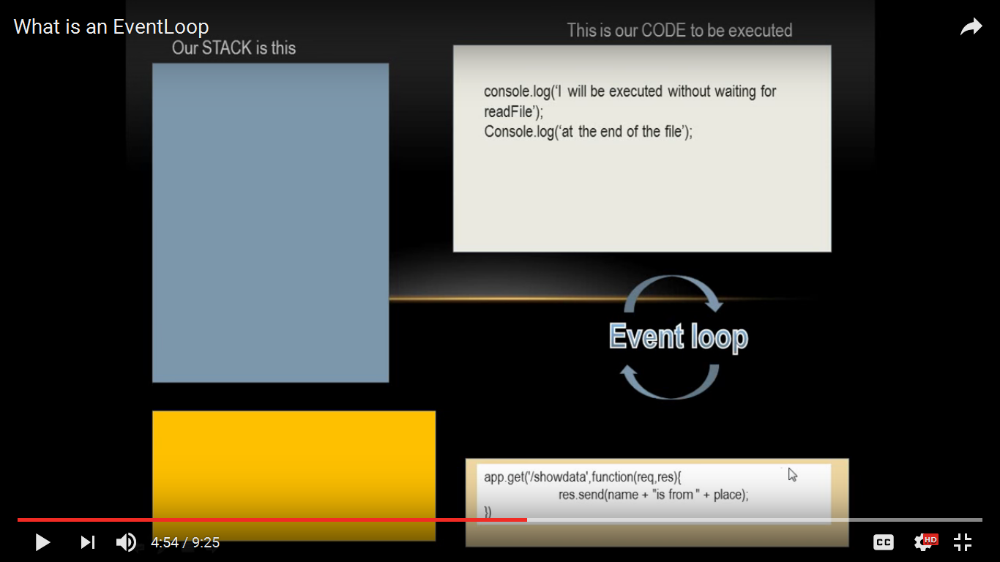 What is an EventLoop
Our STACK is this
This is our CODE to be executed
console.log(‘I will be executed without waiting for
readFile’);
Console.log(‘at the end of the file’);
Event loop
app.get('/showdata',function(req,res){
res.send(name + "is from " + place);
})
4:54 / 9:25
CC
HD